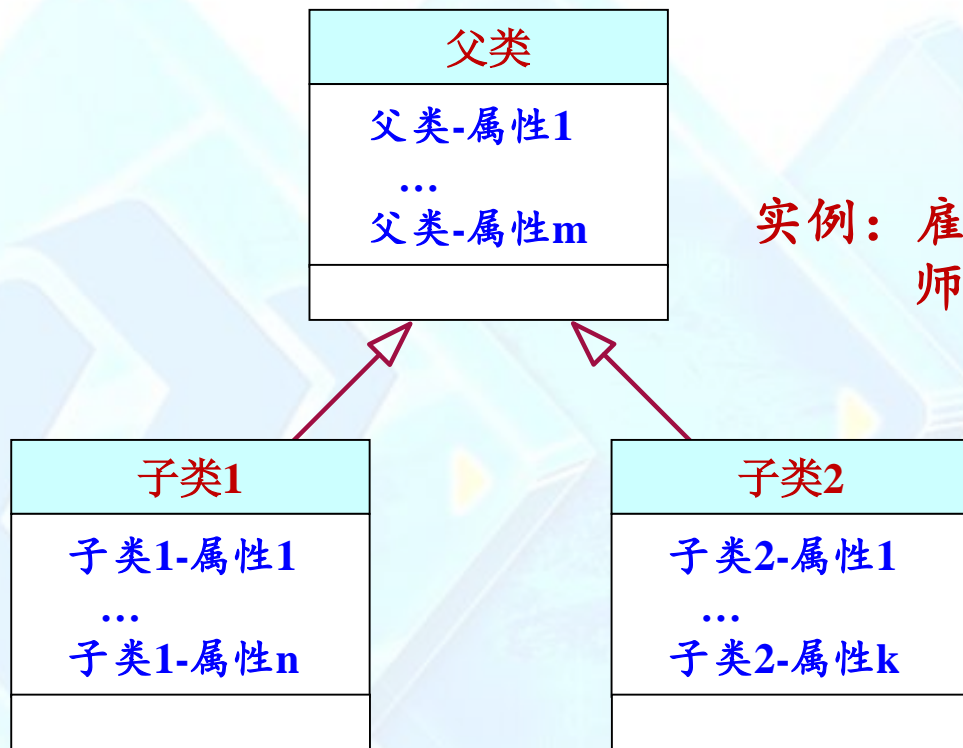 父类
父类-属性1
…
父类-属性m
实例：雇
师
子类1
子类1-属性1
…
子类1-属性n
子类2
子类2-属性1
…
子类2-属性k